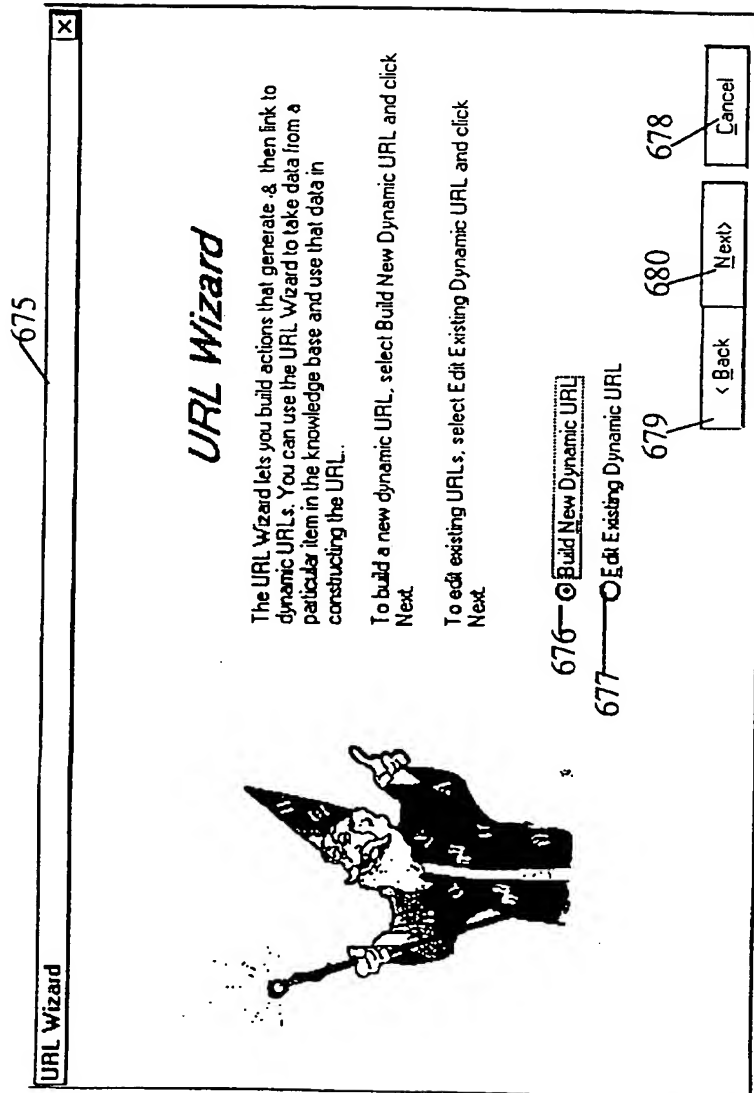 675
URL Wizard
URL Wizard
The URL Wizard lets you build actions that generate & then link to
dynamic URLs. You can use the URL Wizard to take data from a
particular item in the knowledge base and use that data in
constructing the URL..
To build a new dynamic URL, select Build New Dynamic URL and click
Next.
To edit existing URLs, select Edit Existing Dynamic URL and click
Next.
676 Build New Dynamic URL
677 Edit Existing Dynamic URL
679 680 678
< Back Next> Cancel